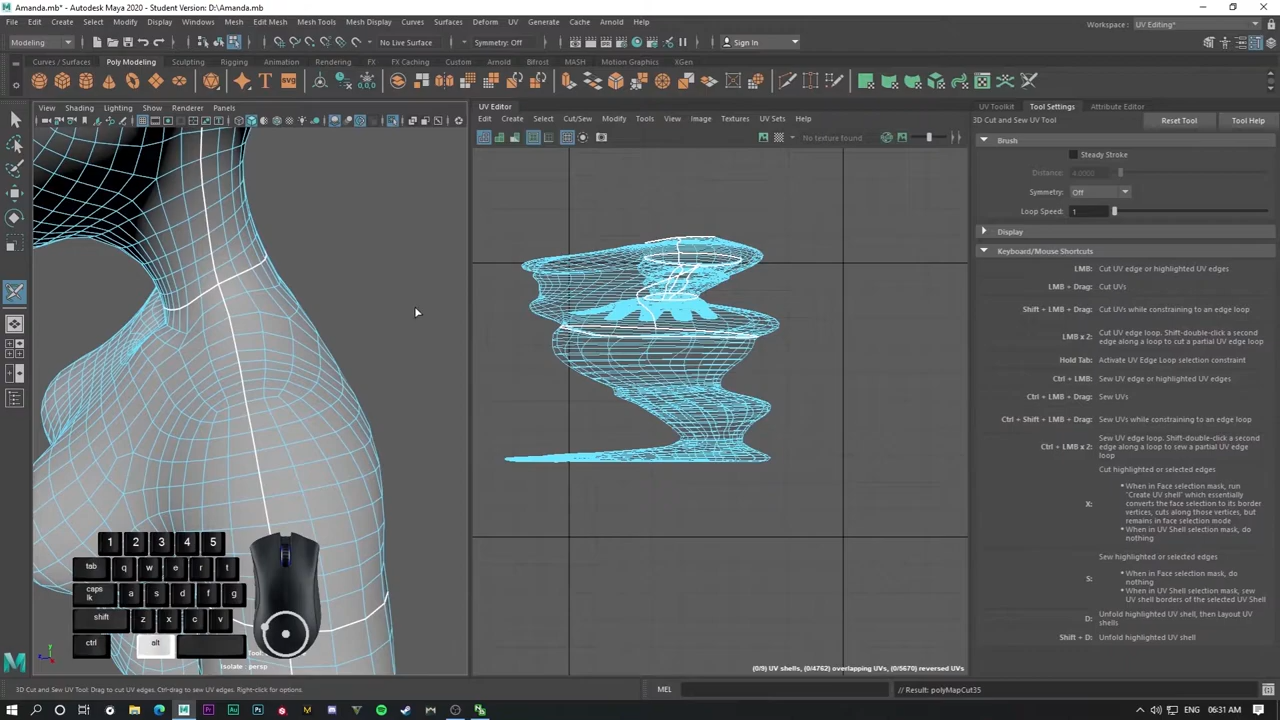 Amanda.mb* - Autodesk Maya 2020 - Student Version: D:\Amanda.mb
File Edit Create Select Modify Display Windows Mesh Edit Mesh Mesh Tools Mesh Display Curves Surfaces Deform UV Generate Cache Arnold Help
Workspace : UV Editing*
Modeling No Live Surface Symmetry: Off Sign In
Curves / Surfaces Poly Modeling Sculpting Rigging Animation Rendering FX FX Caching Custom Arnold Bifrost MASH Motion Graphics XGen
SVG
View Shading Lighting Show Renderer Panels
UV Editor
UV Toolkit Tool Settings Attribute Editor
Edit Create Select Cut/Sew Modify Tools View Image Textures UV Sets Help
3D Cut and Sew UV Tool Reset Tool Tool Help
No texture found
Brush
Steady Stroke
Distance: 4.0000
Symmetry: Off
Loop Speed: 1
Display
Keyboard/Mouse Shortcuts
LMB: Cut UV edge or highlighted UV edges
LMB + Drag: Cut UVs
Shift + LMB + Drag: Cut UVs while constraining to an edge loop
LMB x 2: Cut UV edge loop. Shift-double-click a second
edge along a loop to cut a partial UV edge loop
Hold Tab: Activate UV Edge Loop selection constraint
Ctrl + LMB: Sew UV edge or highlighted UV edges
Ctrl + LMB + Drag: Sew UVs
Ctrl + Shift + LMB + Drag: Sew UVs while constraining to an edge loop
Ctrl + LMB x 2: Sew UV edge loop. Shift-double-click a second
edge along a loop to sew a partial UV edge
loop
Cut highlighted or selected edges
X: • When in Face selection mask, run
"Create UV shell" which essentially
converts the face selection to its border
vertices, cuts along those vertices, but
remains in face selection mode
• When in UV Shell selection mask, do
nothing
Sew highlighted or selected edges
S: • When in Face selection mask, do
nothing
• When in UV Shell selection mask, sew
UV shell borders of the selected UV Shell
D: Unfold highlighted UV shell, then Layout UV
shells
Shift + D: Unfold highlighted UV shell
1 2 3 4 5
tab q w e r t
caps lk a s d f g
shift z x c v
ctrl alt
Isolate : persp
(0/9) UV shells, (0/4762) overlapping UVs, (0/5670) reversed UVs
3D Cut and Sew UV Tool: Drag to cut UV edges. Ctrl-drag to sew UV edges. Right-click for options.
MEL // Result: polyMapCut35
ENG 06:31 AM